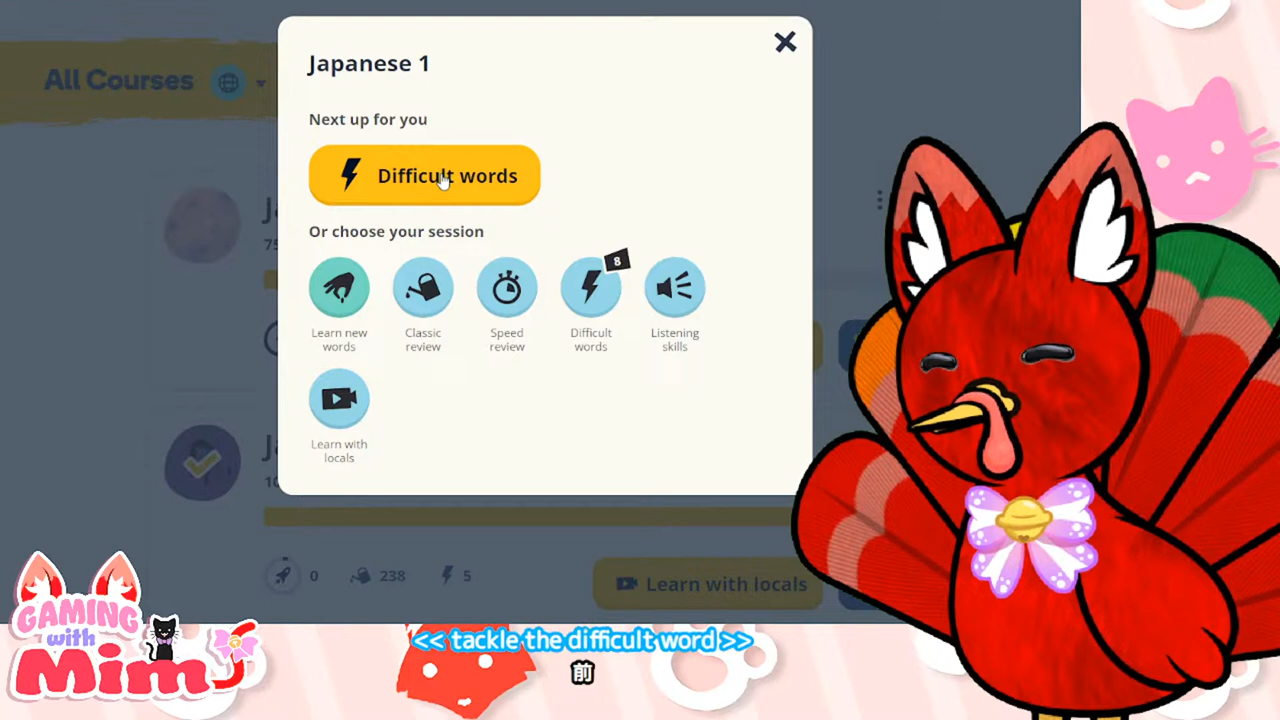 All Courses
Japanese 1
Next up for you
Difficult words
Or choose your session
8
Learn new words
Classic review
Speed review
Difficult words
Listening skills
Learn with locals
0
238
5
Learn with locals
<< tackle the difficult word >>
前
GAMING
with
Mim